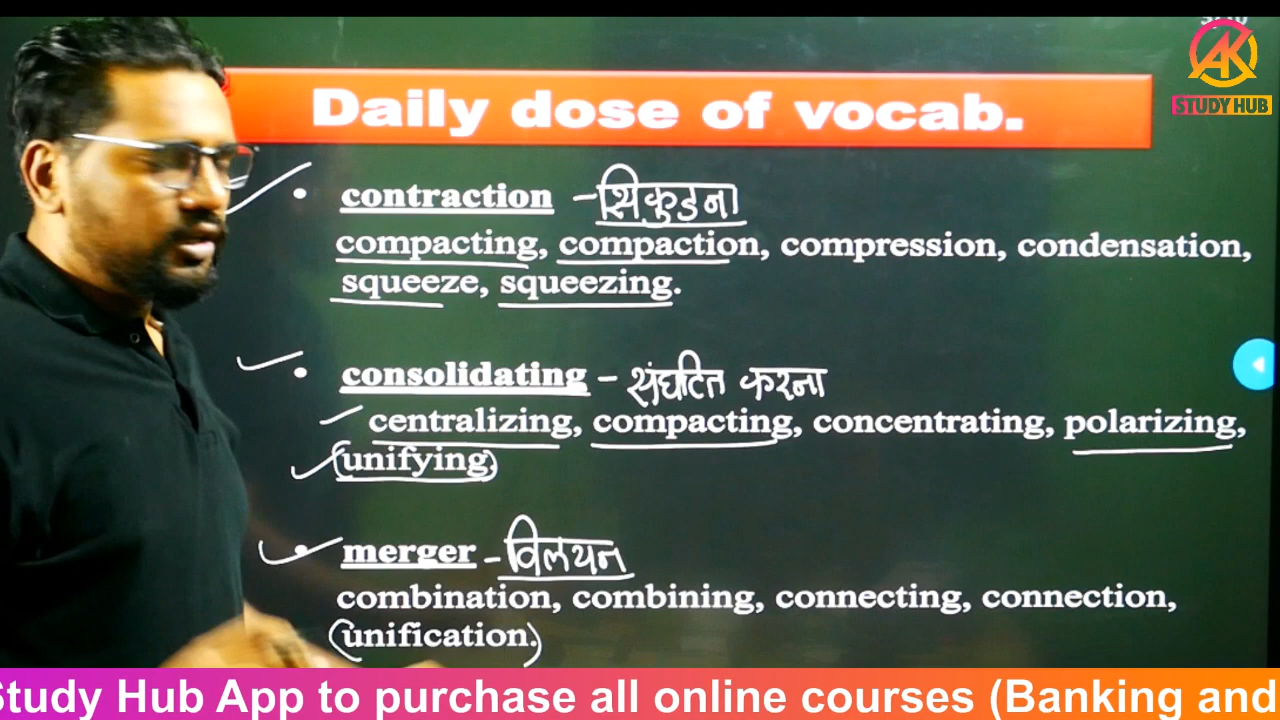 AK
STUDY HUB
Daily dose of vocab.
• contraction - सिकुडना
compacting, compaction, compression, condensation,
squeeze, squeezing.
• consolidating - संघटित करना
centralizing, compacting, concentrating, polarizing,
(unifying)
• merger - विलयन
combination, combining, connecting, connection,
(unification.)
Study Hub App to purchase all online courses (Banking and